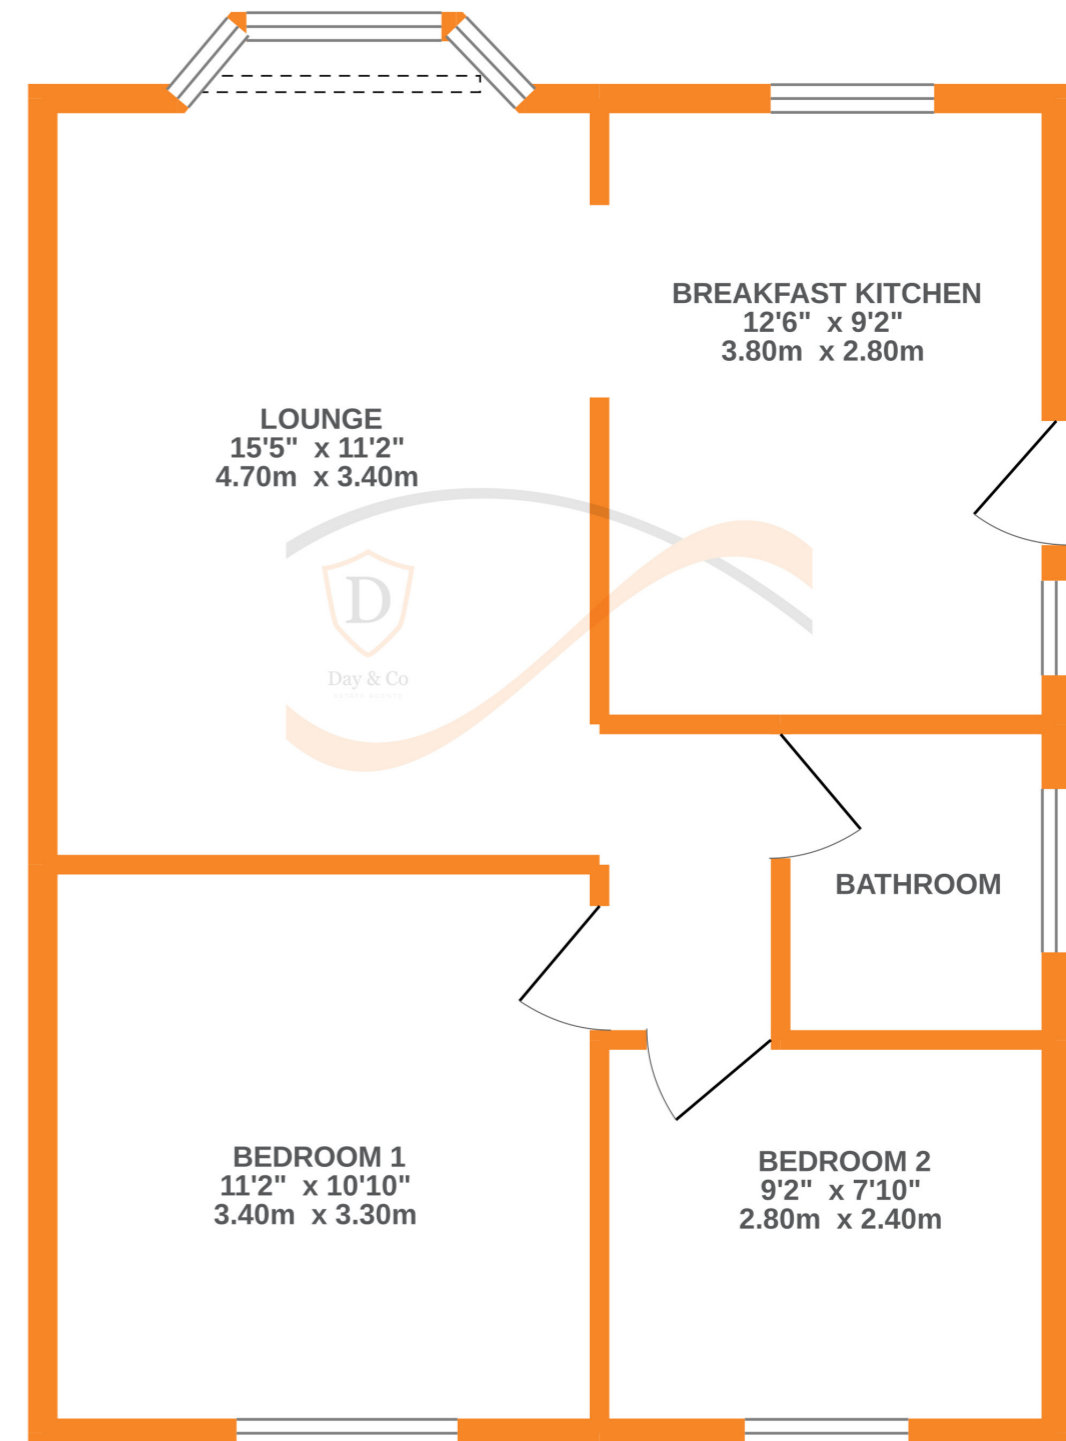 BREAKFAST KITCHEN
12'6" x 9'2"
3.80m x 2.80m
LOUNGE
15'5" x 11'2"
4.70m x 3.40m
D
Day & Co
ESTATE AGENTS
BATHROOM
BEDROOM 1
11'2" x 10'10"
3.40m x 3.30m
BEDROOM 2
9'2" x 7'10"
2.80m x 2.40m